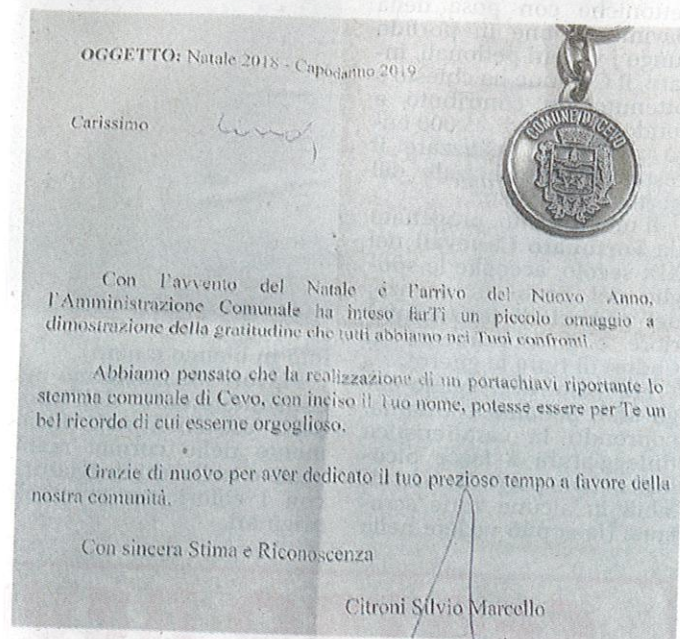 OGGETTO: Natale 2018 - Capodanno 2019
Carissimo
COMUNE DI CEVO
Con l'avvento del Natale é l'arrivo del Nuovo Anno,
l'Amministrazione Comunale ha inteso farTi un piccolo omaggio a
dimostrazione della gratitudine che tutti abbiamo nei Tuoi confronti.
Abbiamo pensato che la realizzazione di un portachiavi riportante lo
stemma comunale di Cevo, con inciso il Tuo nome, potesse essere per Te un
bel ricordo di cui esserne orgoglioso.
Grazie di nuovo per aver dedicato il tuo prezioso tempo a favore della
nostra comunità.
Con sincera Stima e Riconoscenza
Citroni Silvio Marcello